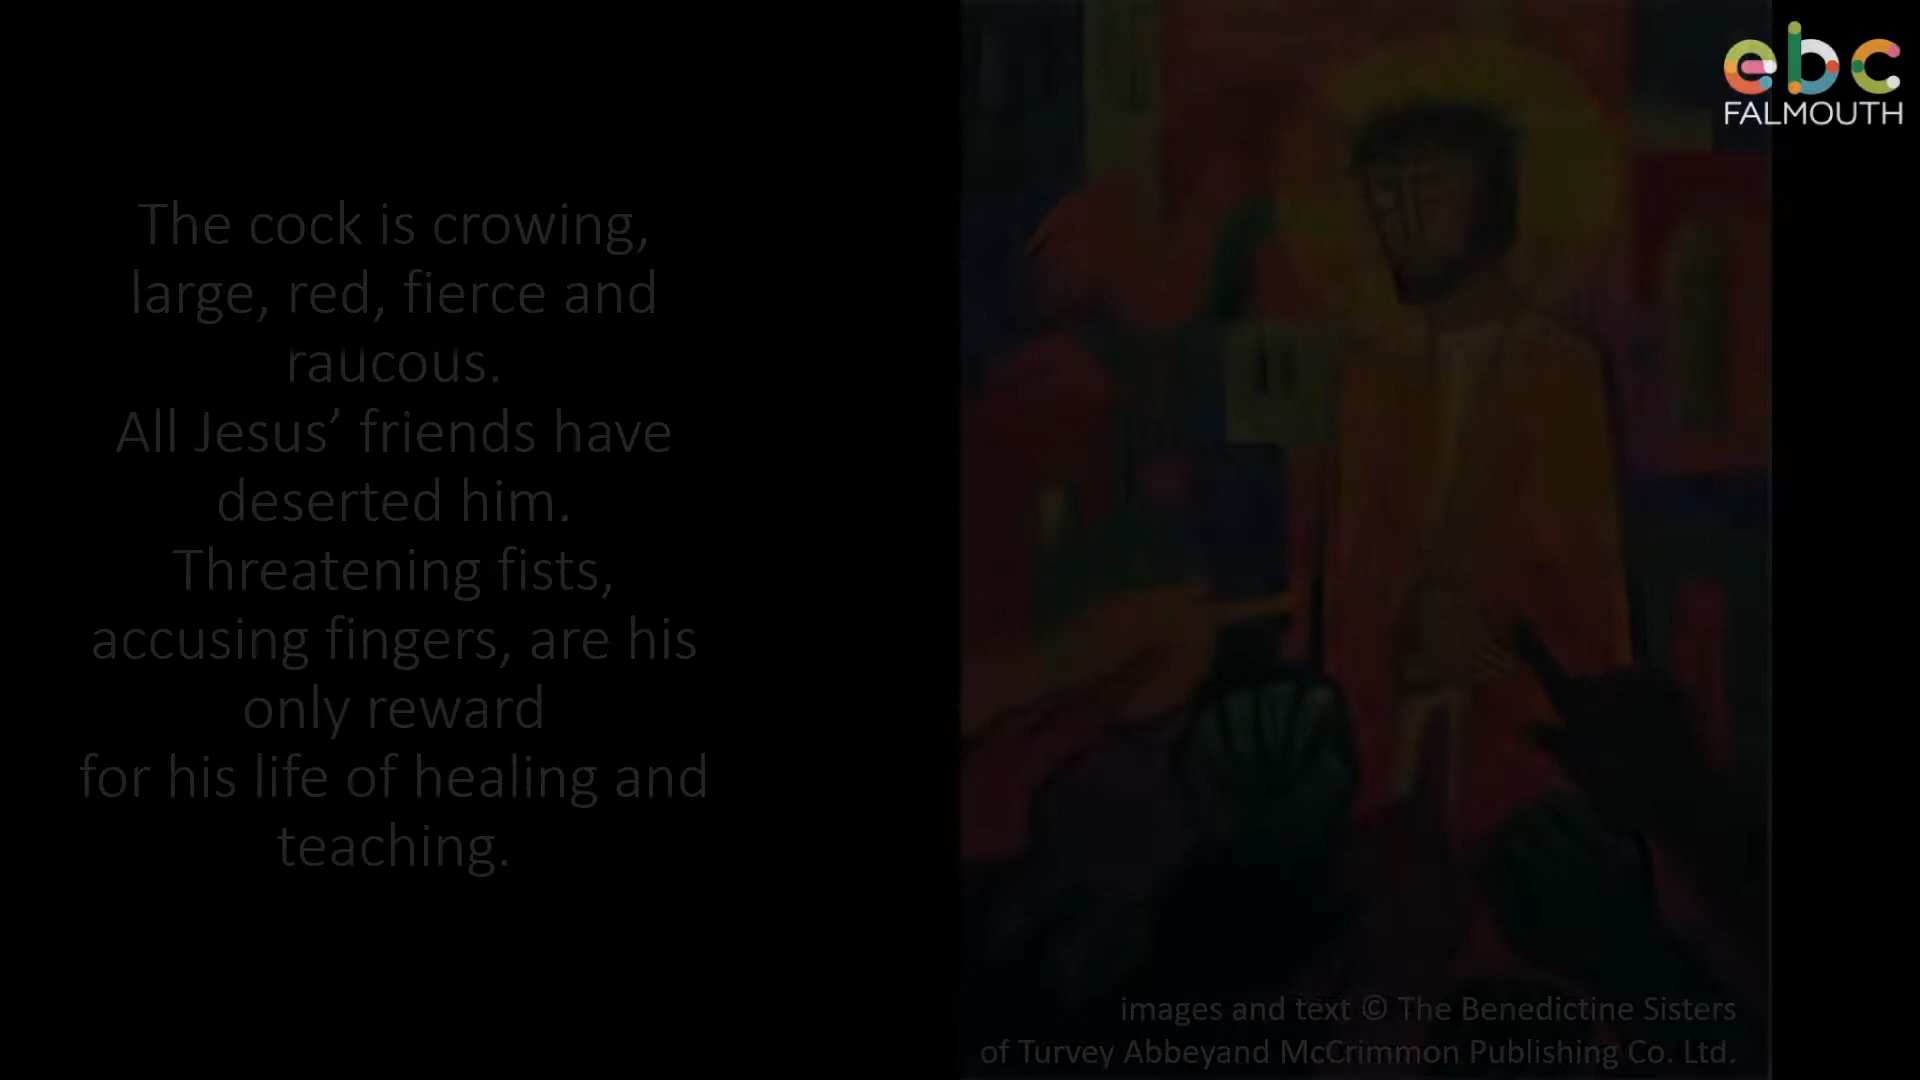 ebc
FALMOUTH
The cock is crowing,
large, red, fierce and
raucous.
All Jesus’ friends have
deserted him.
Threatening fists,
accusing fingers, are his
only reward
for his life of healing and
teaching.
images and text © The Benedictine Sisters
of Turvey Abbeyand McCrimmon Publishing Co. Ltd.